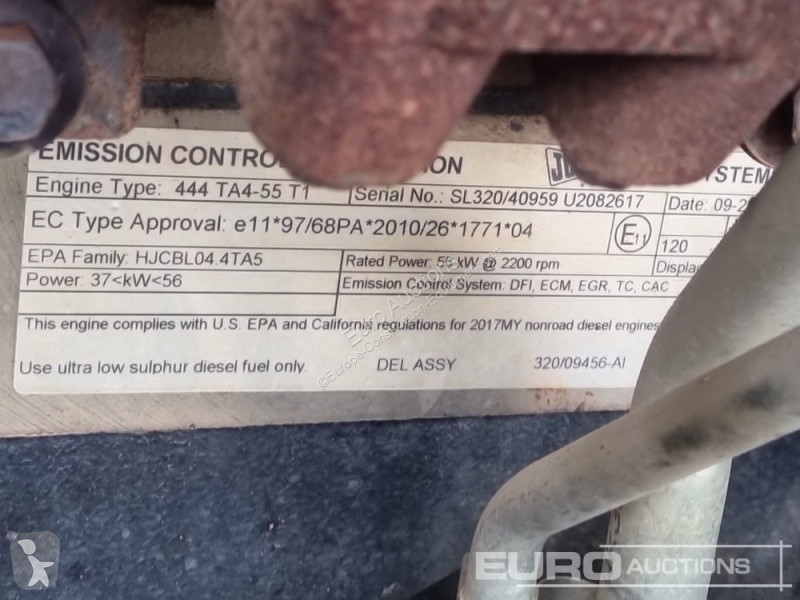 EMISSION CONTRO
ION
YSTEM
Engine Type: 444 TA4-55 T1
Serial No.: SL320/40959 U2082617
Date: 09-2
EC Type Approval: e11*97/68PA*2010/26*1771*04
E11
120
EPA Family: HJCBL04.4TA5
Rated Power: 55 kW @ 2200 rpm
Displac
Power: 37<kW<56
Emission Control System: DFI, ECM, EGR, TC, CAC
This engine complies with U.S. EPA and California regulations for 2017MY nonroad diesel engines
Use ultra low sulphur diesel fuel only.
DEL ASSY
320/09456-AI
Euro Auctions
EURO AUCTIONS